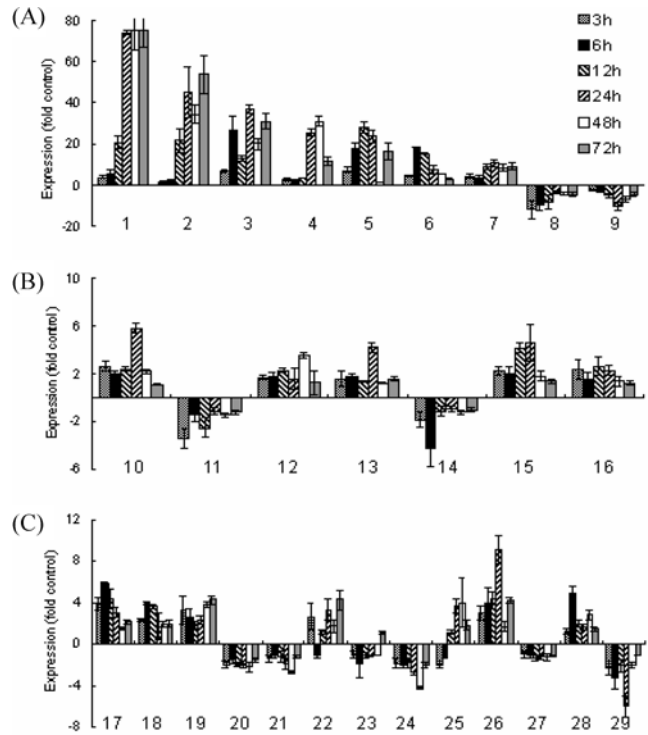 (A)
Expression (fold control)
80
60
40
20
0
-20
3h
6h
12h
24h
48h
72h
1 2 3 4 5 6 7 8 9
(B)
Expression (fold control)
10
6
2
-2
-6
10 11 12 13 14 15 16
(C)
Expression (fold control)
12
8
4
0
-4
-8
17 18 19 20 21 22 23 24 25 26 27 28 29